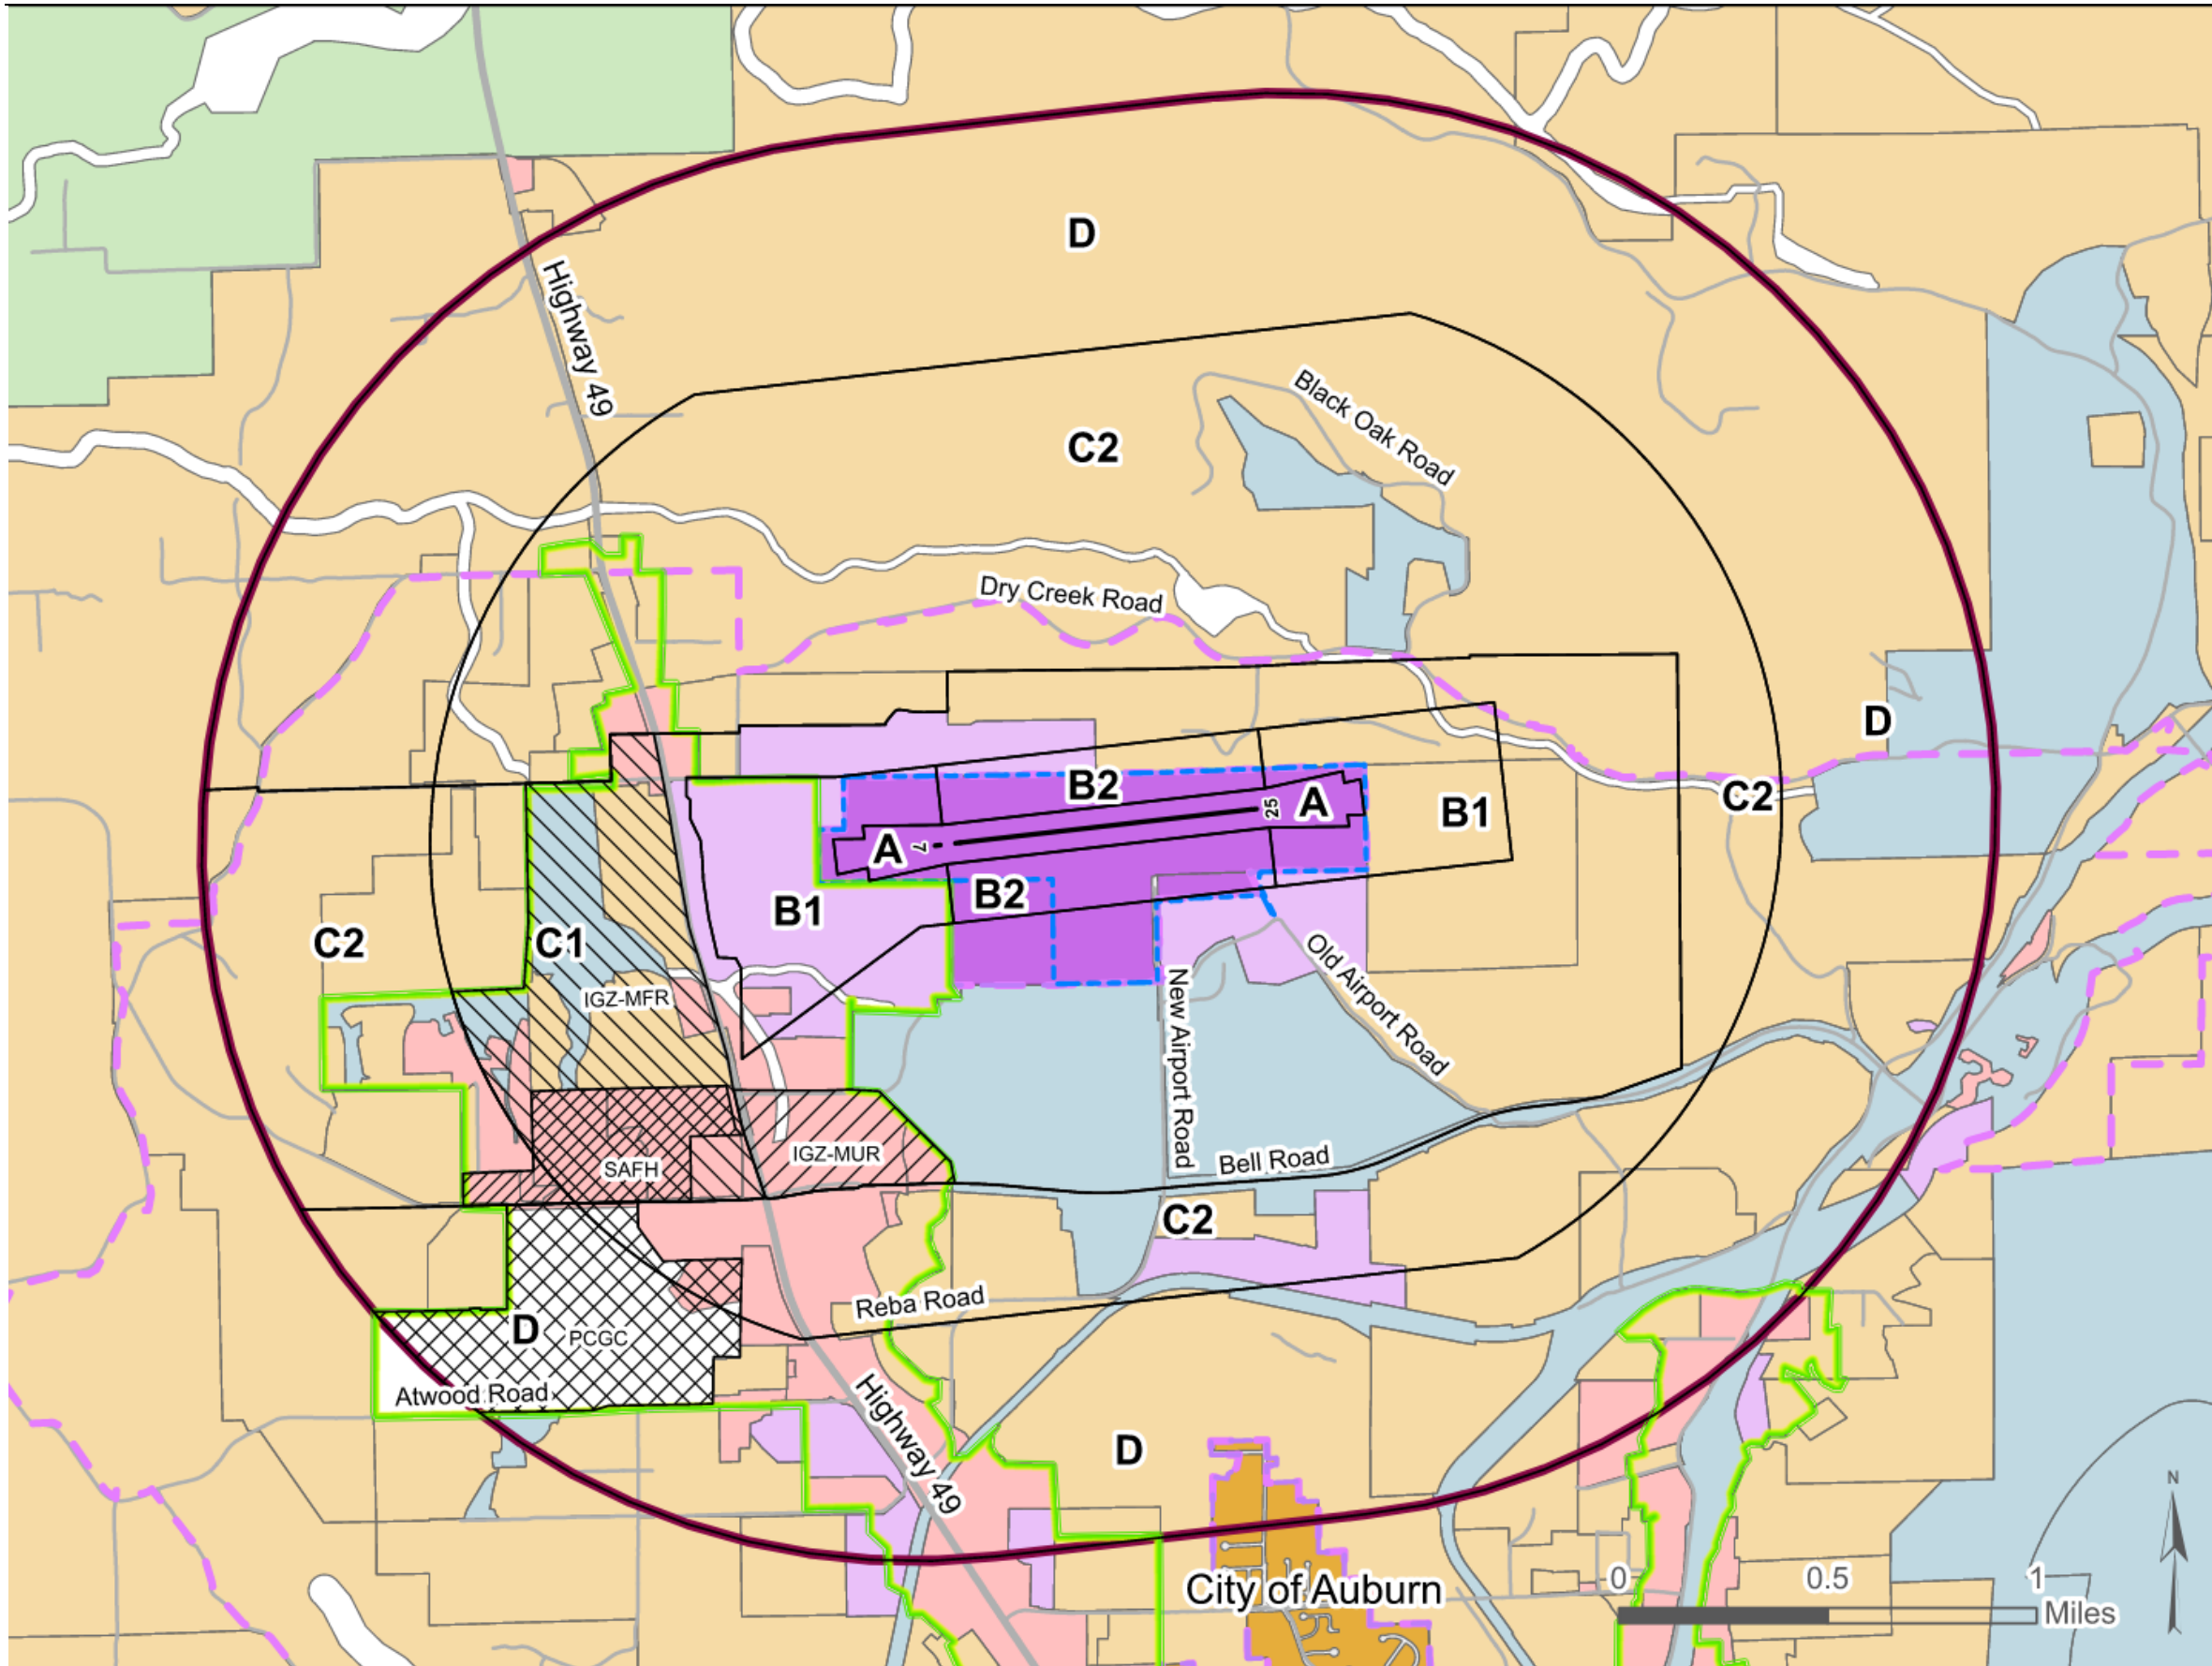 D
Highway 49
Black Oak Road
C2
Dry Creek Road
D
B2
C2
25
A
B1
A
7
B2
B1
C2
C1
Old Airport Road
IGZ-MFR
New Airport Road
IGZ-MUR
SAFH
Bell Road
C2
Reba Road
D
PCGC
Atwood Road
Highway 49
D
N
City of Auburn
0
0.5
1
Miles